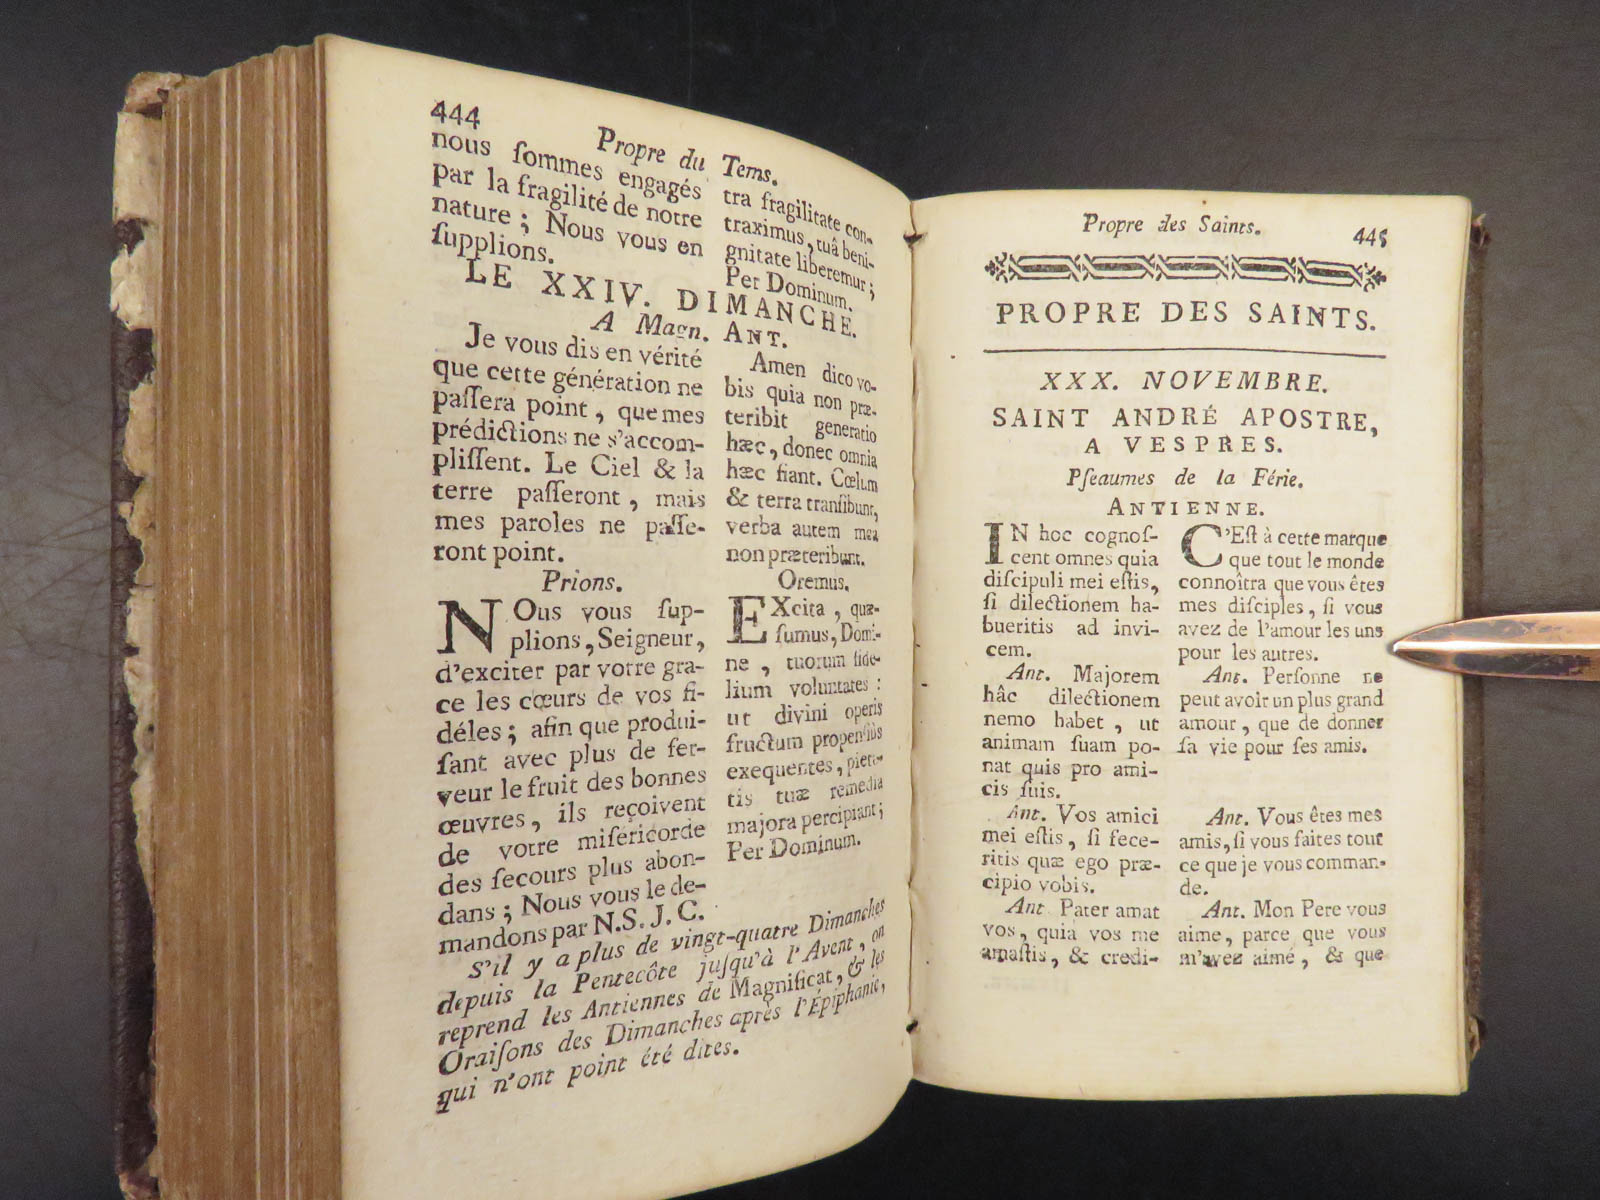 444
Propre du Tems.
nous ſommes engagés
par la fragilité de notre
nature ; Nous vous en
ſupplions.
tra fragilitate con-
traximus, tuâ beni-
gnitate liberemur ;
Per Dominum.
LE XXIV. DIMANCHE.
A Magn. ANT.
Je vous dis en vérité
que cette génération ne
paſſera point, que mes
prédictions ne s'accom-
pliſſent. Le Ciel & la
terre paſſeront, mais
mes paroles ne paſſe-
ront point.
Amen dico vo-
bis quia non præ-
teribit generatio
hæc, donec omnia
hæc fiant. Cœlum
& terra tranſibunt,
verba autem mea
non præteribunt.
Prions.
NOus vous ſup-
plions, Seigneur,
d'exciter par votre gra-
ce les cœurs de vos fi-
déles ; afin que produi-
ſant avec plus de fer-
veur le fruit des bonnes
œuvres, ils reçoivent
de votre miſéricorde
des ſecours plus abon-
dans ; Nous vous le de-
mandons par N. S. J. C.
Oremus.
EXcita, quæ-
ſumus, Domi-
ne, tuorum fide-
lium voluntates :
ut divini operis
fructum propenſiùs
exequentes, pieta-
tis tuæ remedia
majora percipiant ;
Per Dominum.
S'il y a plus de vingt-quatre Dimanches
depuis la Pentecôte juſqu'à l'Avent, on
reprend les Antiennes de Magnificat, & les
Oraiſons des Dimanches après l'Épiphanie,
qui n'ont point été dites.
Propre des Saints. 445
PROPRE DES SAINTS.
XXX. NOVEMBRE.
SAINT ANDRÉ APOSTRE,
A VESPRES.
Pſeaumes de la Férie.
ANTIENNE.
IN hoc cognoſ-
cent omnes quia
diſcipuli mei eſtis,
ſi dilectionem ha-
bueritis ad invi-
cem.
Ant. Majorem
hâc dilectionem
nemo habet, ut
animam ſuam po-
nat quis pro ami-
cis ſuis.
Ant. Vos amici
mei eſtis, ſi fece-
ritis quæ ego præ-
cipio vobis.
Ant Pater amat
vos, quia vos me
amaſtis, & credi-
C'Eſt à cette marque
que tout le monde
connoîtra que vous êtes
mes diſciples, ſi vous
avez de l'amour les uns
pour les autres.
Ant. Perſonne ne
peut avoir un plus grand
amour, que de donner
ſa vie pour ſes amis.
Ant. Vous êtes mes
amis, ſi vous faites tout
ce que je vous comman-
de.
Ant. Mon Pere vous
aime, parce que vous
m'avez aimé, & que